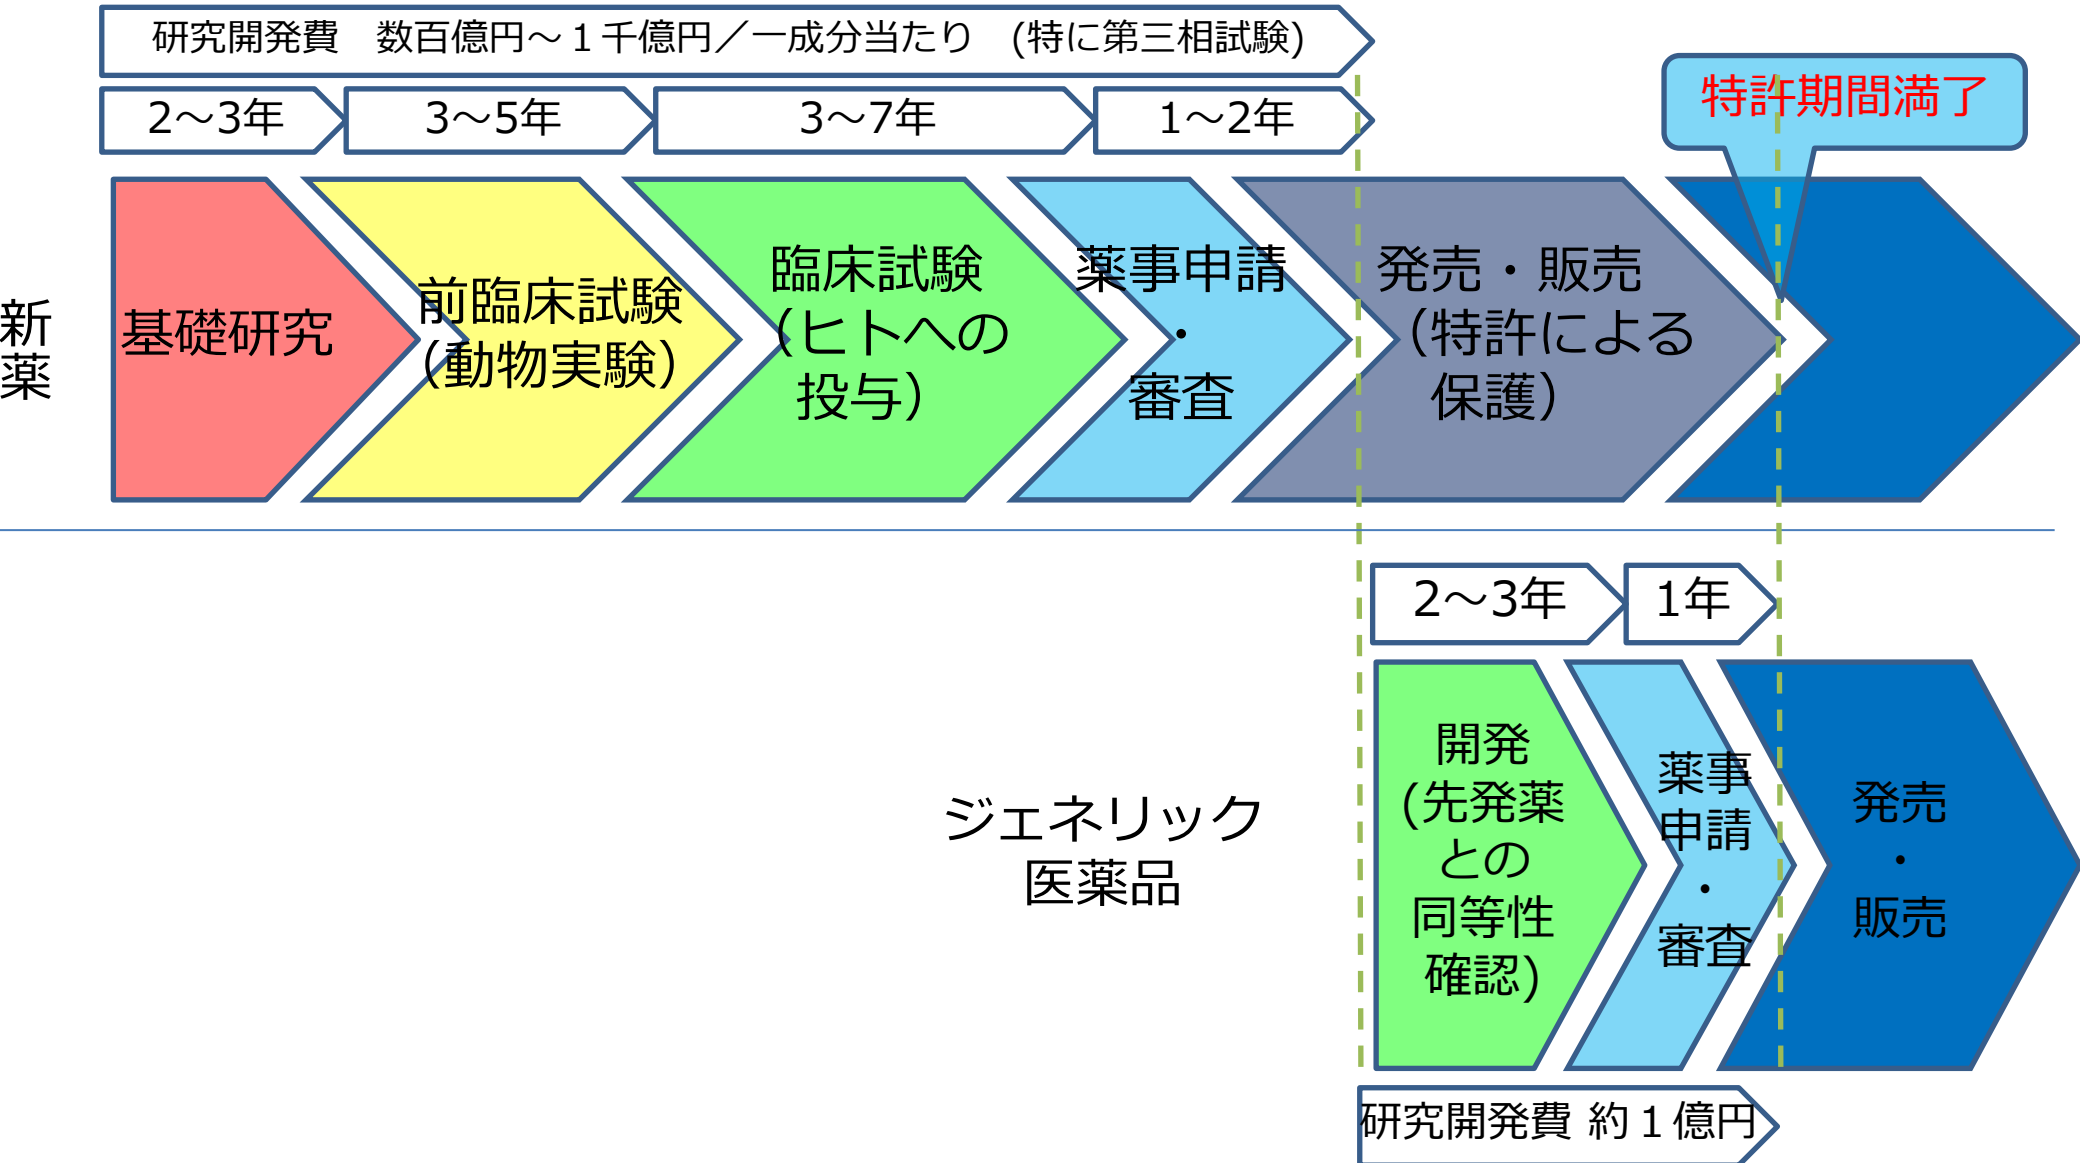 研究開発費　数百億円～１千億円／一成分当たり　(特に第三相試験)
2～3年
3～5年
3～7年
1～2年
特許期間満了
新
薬
基礎研究
前臨床試験
（動物実験）
臨床試験
（ヒトへの
投与）
薬事申請
・
審査
発売・販売
（特許による
保護）
2～3年
1年
ジェネリック
医薬品
開発
(先発薬
との
同等性
確認)
薬事
申請
・
審査
発売
・
販売
研究開発費 約１億円